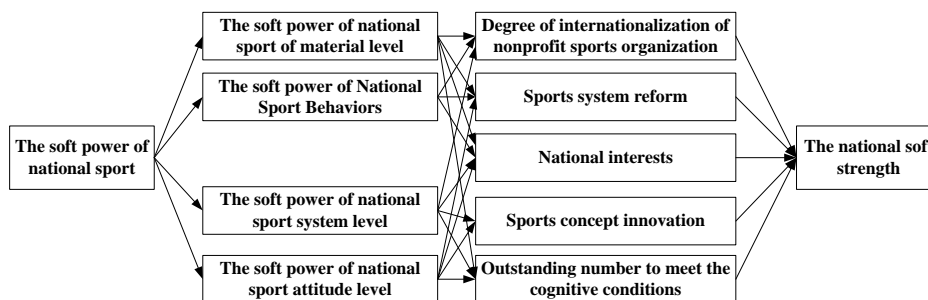 The soft power of national
sport of material level
Degree of internationalization of
nonprofit sports organization
The soft power of National
Sport Behaviors
Sports system reform
The soft power of
national sport
National interests
The national sof
strength
The soft power of national
sport system level
Sports concept innovation
The soft power of national
sport attitude level
Outstanding number to meet the
cognitive conditions